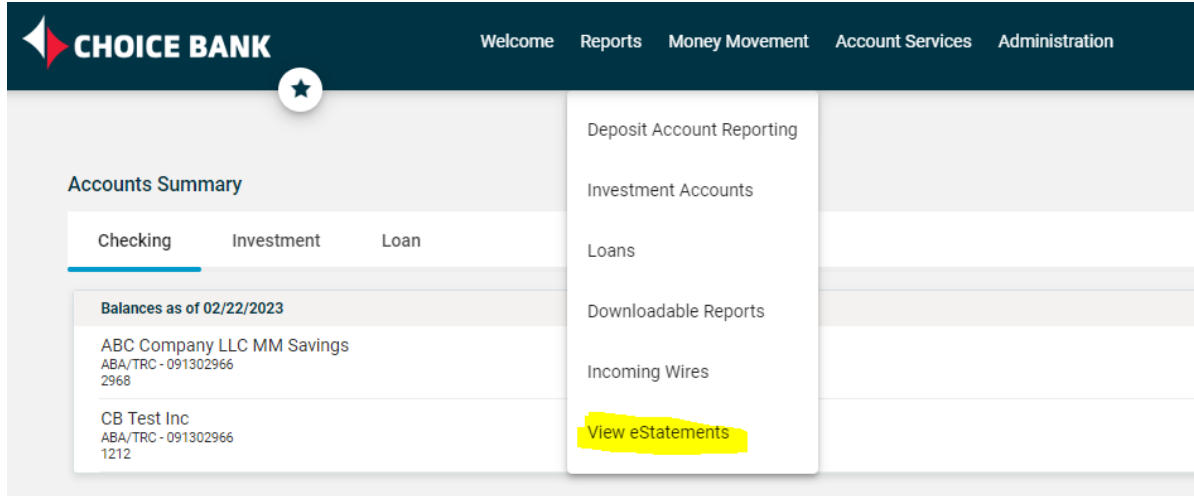 CHOICE BANK
Welcome Reports Money Movement Account Services Administration
Deposit Account Reporting
Investment Accounts
Loans
Downloadable Reports
Incoming Wires
View eStatements
Accounts Summary
Checking Investment Loan
Balances as of 02/22/2023
ABC Company LLC MM Savings
ABA/TRC - 091302966
2968
CB Test Inc
ABA/TRC - 091302966
1212